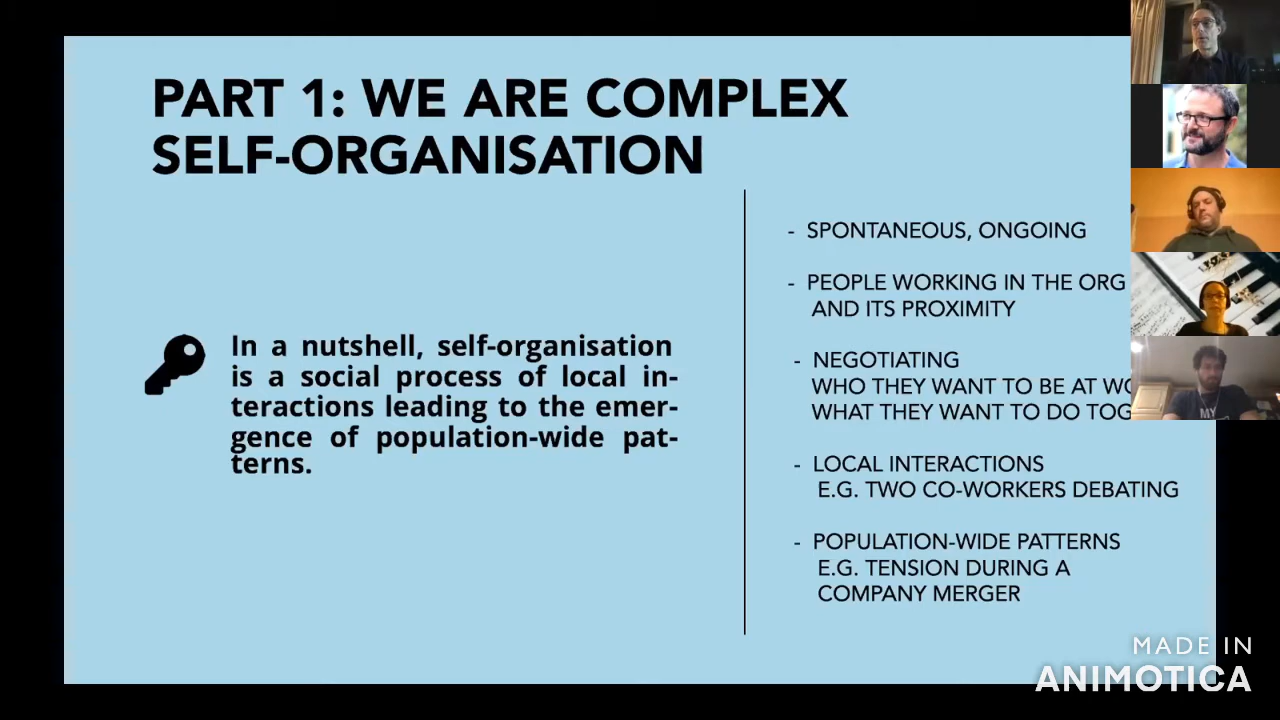 PART 1: WE ARE COMPLEX
SELF-ORGANISATION
In a nutshell, self-organisation
is a social process of local in-
teractions leading to the emer-
gence of population-wide pat-
terns.
- SPONTANEOUS, ONGOING
- PEOPLE WORKING IN THE ORG
AND ITS PROXIMITY
- NEGOTIATING
WHO THEY WANT TO BE AT
WHAT THEY WANT TO DO
- LOCAL INTERACTIONS
E.G. TWO CO-WORKERS DEBATING
- POPULATION-WIDE PATTERNS
E.G. TENSION DURING A
COMPANY MERGER
MY
MADE IN
ANIMOTICA